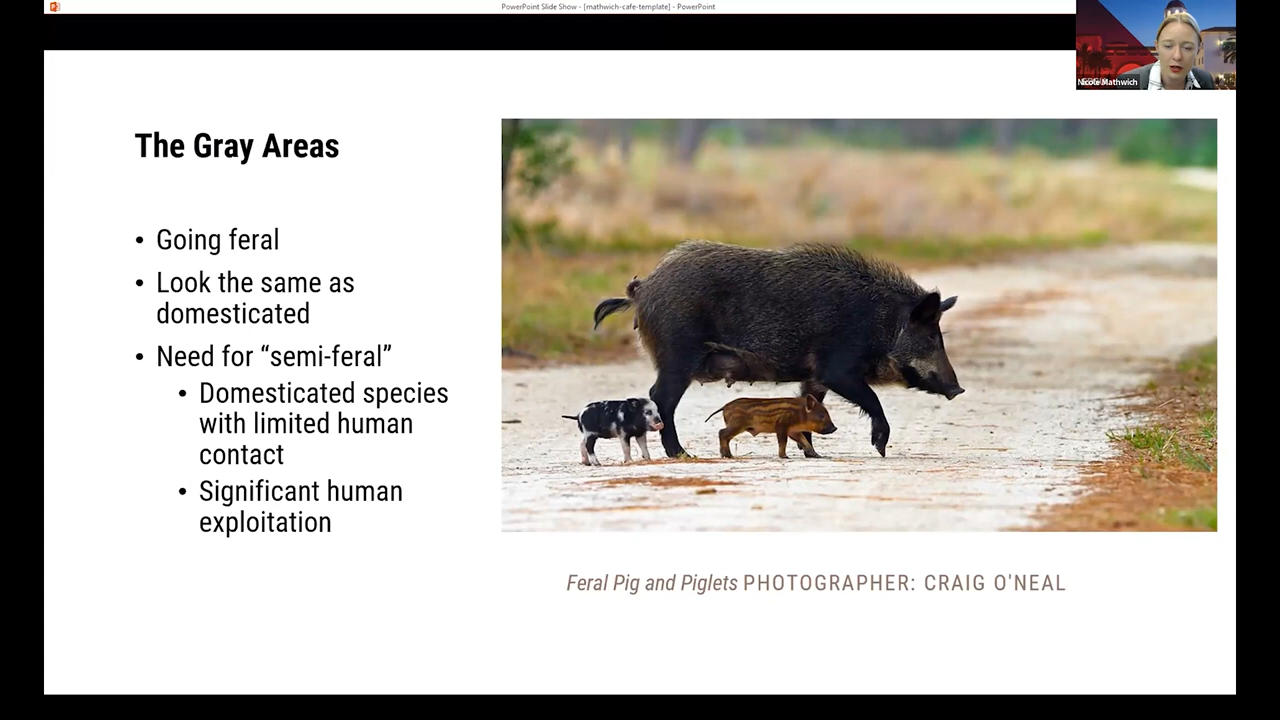 PowerPoint Slide Show - [mathwich-cafe-template] - PowerPoint
Nicole Mathwich
The Gray Areas
• Going feral
• Look the same as
domesticated
• Need for “semi-feral”
• Domesticated species
with limited human
contact
• Significant human
exploitation
Feral Pig and Piglets PHOTOGRAPHER: CRAIG O'NEAL